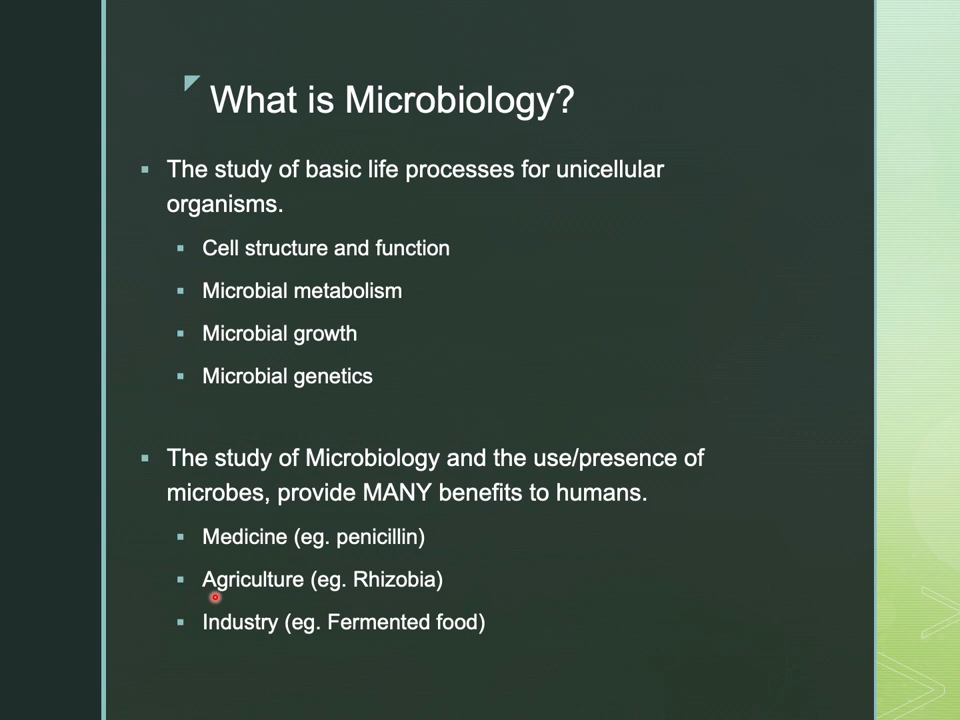 What is Microbiology?
The study of basic life processes for unicellular
organisms.
Cell structure and function
Microbial metabolism
Microbial growth
Microbial genetics
The study of Microbiology and the use/presence of
microbes, provide MANY benefits to humans.
Medicine (eg. penicillin)
Agriculture (eg. Rhizobia)
Industry (eg. Fermented food)